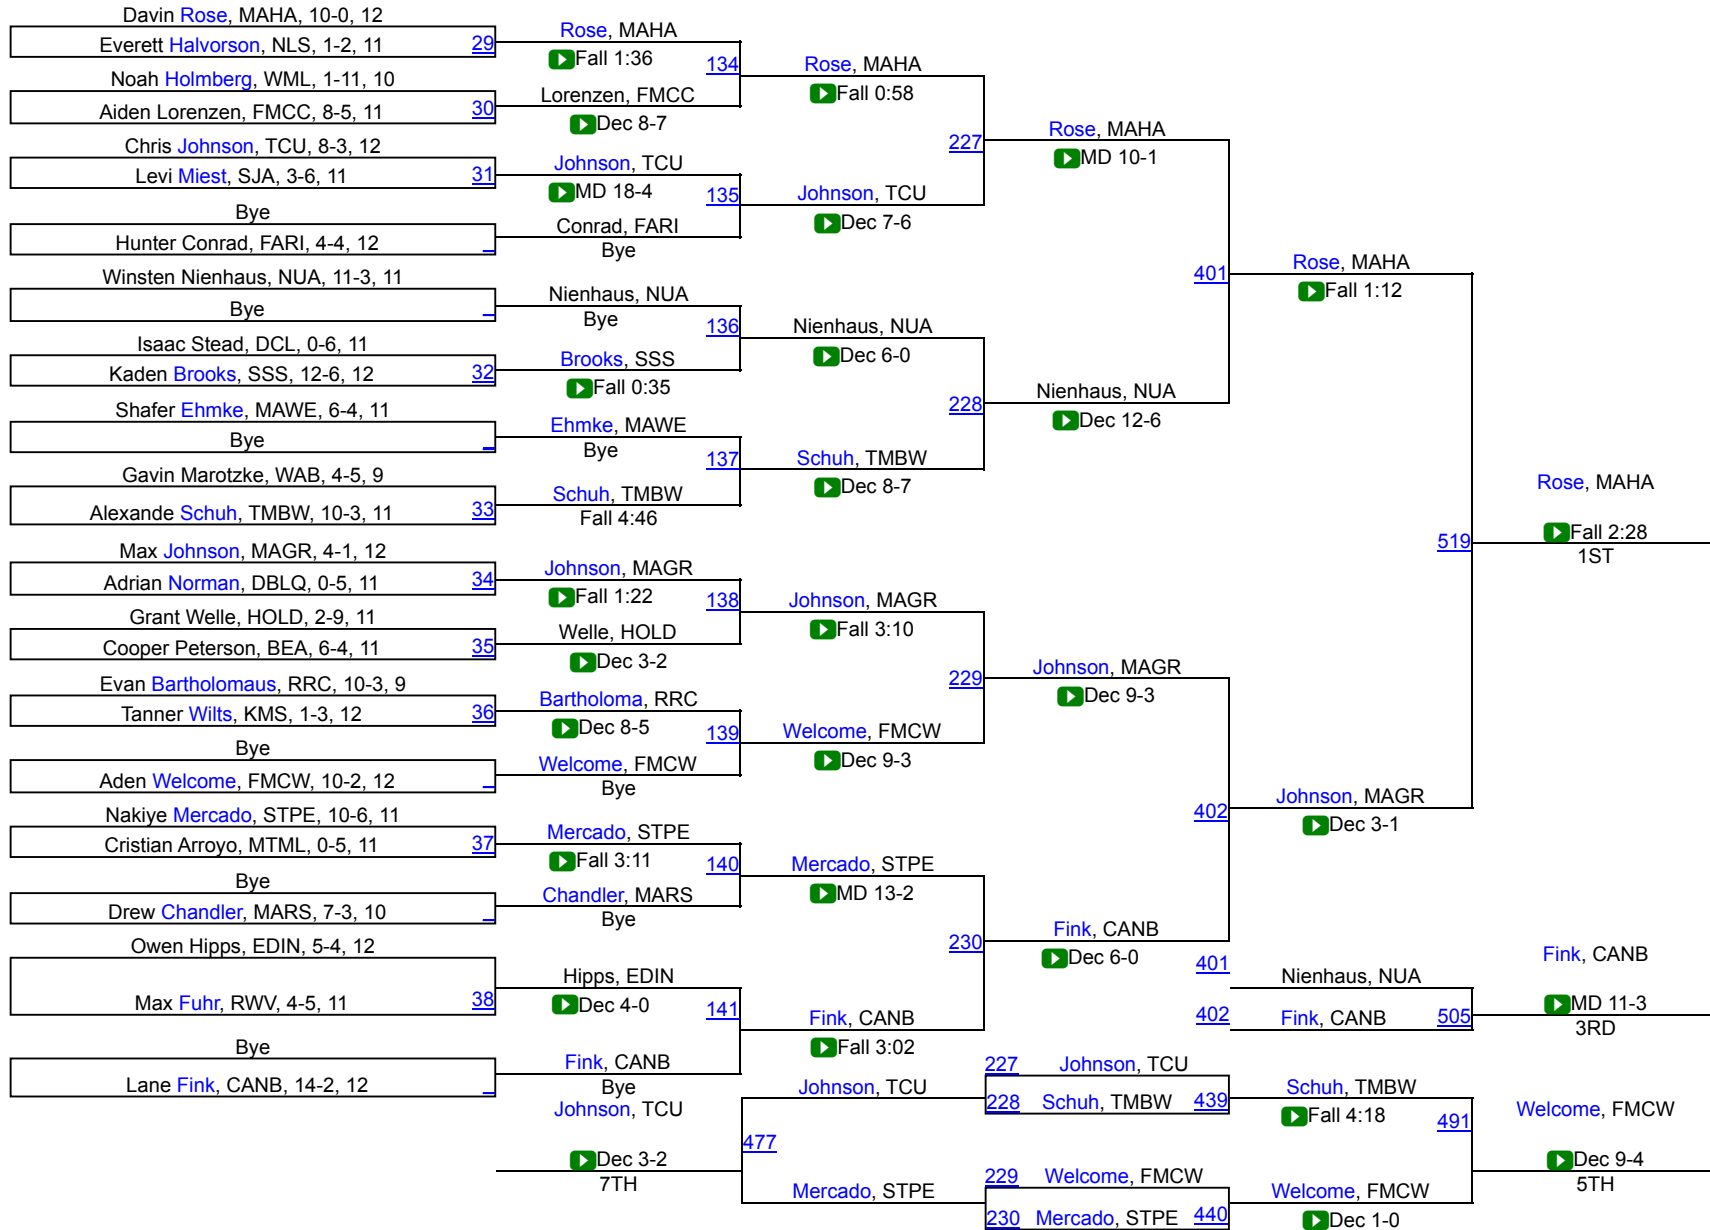 Davin Rose, MAHA, 10-0, 12
Everett Halvorson, NLS, 1-2, 11 29
Noah Holmberg, WML, 1-11, 10
Aiden Lorenzen, FMCC, 8-5, 11 30
Chris Johnson, TCU, 8-3, 12
Levi Miest, SJA, 3-6, 11 31
Bye
Hunter Conrad, FARI, 4-4, 12
Winsten Nienhaus, NUA, 11-3, 11
Bye
Isaac Stead, DCL, 0-6, 11
Kaden Brooks, SSS, 12-6, 12 32
Shafer Ehmke, MAWE, 6-4, 11
Bye
Gavin Marotzke, WAB, 4-5, 9
Alexande Schuh, TMBW, 10-3, 11 33
Max Johnson, MAGR, 4-1, 12
Adrian Norman, DBLQ, 0-5, 11 34
Grant Welle, HOLD, 2-9, 11
Cooper Peterson, BEA, 6-4, 11 35
Evan Bartholomaus, RRC, 10-3, 9
Tanner Wilts, KMS, 1-3, 12 36
Bye
Aden Welcome, FMCW, 10-2, 12
Nakiye Mercado, STPE, 10-6, 11
Cristian Arroyo, MTML, 0-5, 11 37
Bye
Drew Chandler, MARS, 7-3, 10
Owen Hipps, EDIN, 5-4, 12
Max Fuhr, RWV, 4-5, 11 38
Bye
Lane Fink, CANB, 14-2, 12
Rose, MAHA
Fall 1:36
134
Lorenzen, FMCC
Dec 8-7
Johnson, TCU
MD 18-4
135
Conrad, FARI
Bye
Nienhaus, NUA
Bye
136
Brooks, SSS
Fall 0:35
Ehmke, MAWE
Bye
137
Schuh, TMBW
Fall 4:46
Johnson, MAGR
Fall 1:22
138
Welle, HOLD
Dec 3-2
Bartholoma, RRC
Dec 8-5
139
Welcome, FMCW
Bye
Mercado, STPE
Fall 3:11
140
Chandler, MARS
Bye
Hipps, EDIN
Dec 4-0
141
Fink, CANB
Bye
Rose, MAHA
Fall 0:58
227
Johnson, TCU
Dec 7-6
Nienhaus, NUA
Dec 6-0
228
Schuh, TMBW
Dec 8-7
Johnson, MAGR
Fall 3:10
229
Welcome, FMCW
Dec 9-3
Mercado, STPE
MD 13-2
230
Fink, CANB
Fall 3:02
Rose, MAHA
MD 10-1
401
Nienhaus, NUA
Dec 12-6
Johnson, MAGR
Dec 9-3
402
Fink, CANB
Dec 6-0
Rose, MAHA
Fall 1:12
519
Johnson, MAGR
Dec 3-1
Rose, MAHA
Fall 2:28
1ST
401 Nienhaus, NUA
402 Fink, CANB 505
Fink, CANB
MD 11-3
3RD
227 Johnson, TCU
228 Schuh, TMBW 439
Schuh, TMBW
Fall 4:18
491
229 Welcome, FMCW
230 Mercado, STPE 440
Welcome, FMCW
Dec 1-0
Welcome, FMCW
Dec 9-4
5TH
Johnson, TCU
477
Mercado, STPE
Johnson, TCU
Dec 3-2
7TH